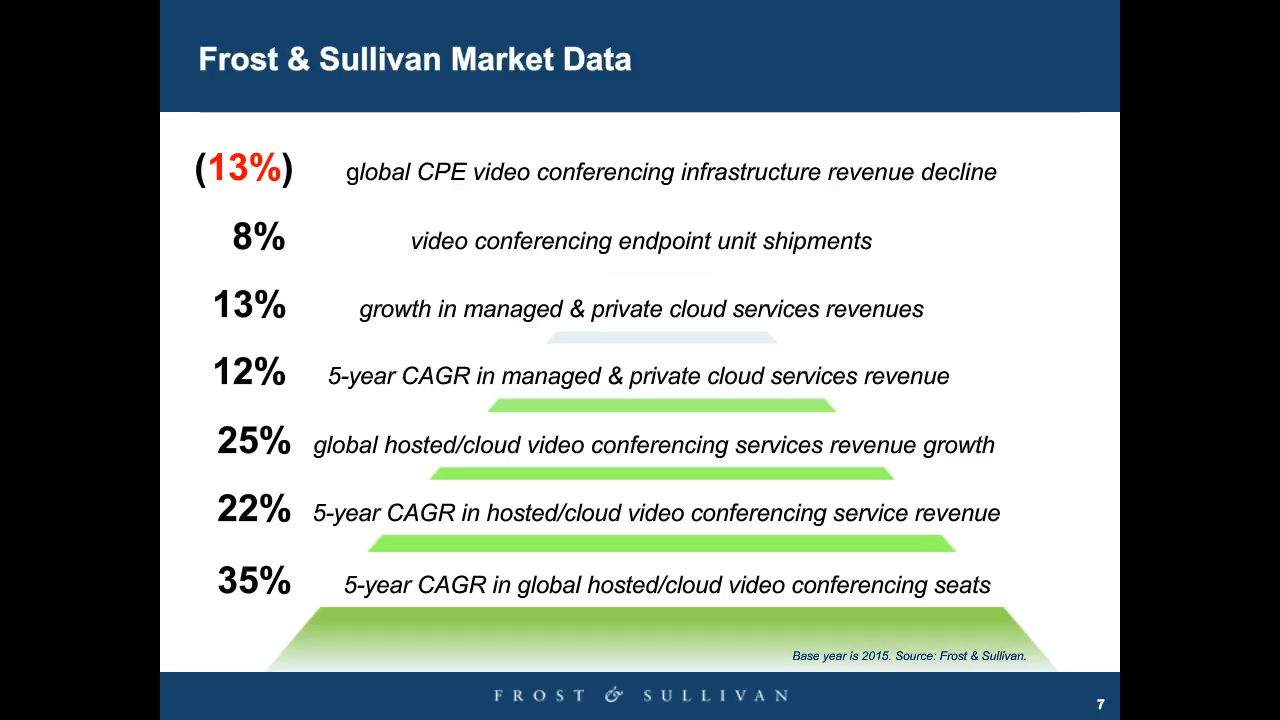 Frost & Sullivan Market Data
(13%) global CPE video conferencing infrastructure revenue decline
8% video conferencing endpoint unit shipments
13% growth in managed & private cloud services revenues
12% 5-year CAGR in managed & private cloud services revenue
25% global hosted/cloud video conferencing services revenue growth
22% 5-year CAGR in hosted/cloud video conferencing service revenue
35% 5-year CAGR in global hosted/cloud video conferencing seats
Base year is 2015. Source: Frost & Sullivan.
FROST & SULLIVAN
7